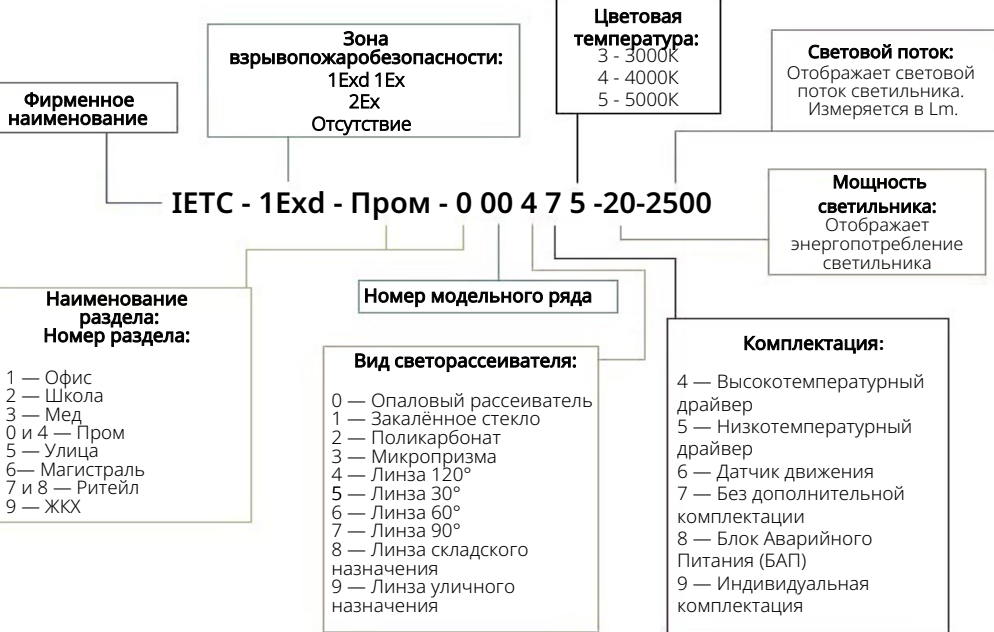 Фирменное
наименование
Зона
взрывопожаробезопасности:
1Exd 1Ex
2Ex
Отсутствие
Цветовая
температура:
3 - 3000К
4 - 4000К
5 - 5000К
Световой поток:
Отображает световой
поток светильника.
Измеряется в Lm.
IETC - 1Exd - Пром - 0 00 4 7 5 -20-2500
Мощность
светильника:
Отображает
энергопотребление
светильника
Наименование
раздела:
Номер раздела:
1 — Офис
2 — Школа
3 — Мед
0 и 4 — Пром
5 — Улица
6— Магистраль
7 и 8 — Ритейл
9 — ЖКХ
Номер модельного ряда
Вид светорассеивателя:
0 — Опаловый рассеиватель
1 — Закалённое стекло
2 — Поликарбонат
3 — Микропризма
4 — Линза 120°
5 — Линза 30°
6 — Линза 60°
7 — Линза 90°
8 — Линза складского
назначения
9 — Линза уличного
назначения
Комплектация:
4 — Высокотемпературный
драйвер
5 — Низкотемпературный
драйвер
6 — Датчик движения
7 — Без дополнительной
комплектации
8 — Блок Аварийного
Питания (БАП)
9 — Индивидуальная
комплектация